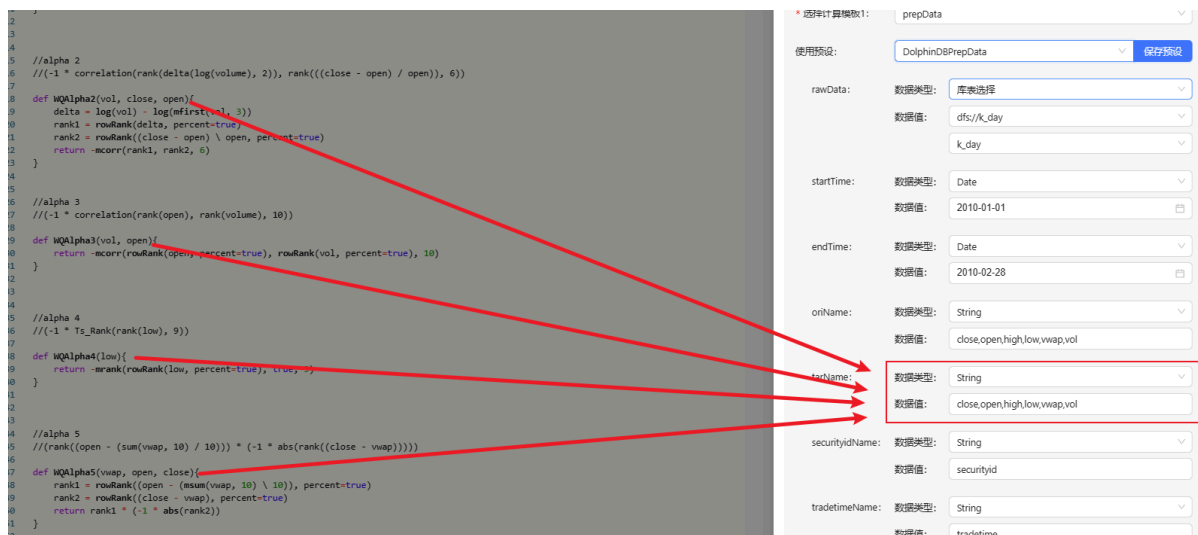 }
//alpha 2
//(-1 * correlation(rank(delta(log(volume), 2)), rank(((close - open) / open)), 6))
def WQAlpha2(vol, close, open){
delta = log(vol) - log(mfirst(vol, 3))
rank1 = rowRank(delta, percent=true)
rank2 = rowRank((close - open) \ open, percent=true)
return -mcorr(rank1, rank2, 6)
}
//alpha 3
//(-1 * correlation(rank(open), rank(volume), 10))
def WQAlpha3(vol, open){
return -mcorr(rowRank(open, percent=true), rowRank(vol, percent=true), 10)
}
//alpha 4
//(-1 * Ts_Rank(rank(low), 9))
def WQAlpha4(low){
return -mrank(rowRank(low, percent=true), true, 9)
}
//alpha 5
//(rank((open - (sum(vwap, 10) / 10))) * (-1 * abs(rank((close - vwap)))))
def WQAlpha5(vwap, open, close){
rank1 = rowRank((open - (msum(vwap, 10) \ 10)), percent=true)
rank2 = rowRank((close - vwap), percent=true)
return rank1 * (-1 * abs(rank2))
}
* 选择计算模板1: prepData
使用预设: DolphinDBPrepData 保存预设
rawData: 数据类型: 库表选择
数据值: dfs://k_day
k_day
startTime: 数据类型: Date
数据值: 2010-01-01
endTime: 数据类型: Date
数据值: 2010-02-28
oriName: 数据类型: String
数据值: close,open,high,low,vwap,vol
tarName: 数据类型: String
数据值: close,open,high,low,vwap,vol
securityidName: 数据类型: String
数据值: securityid
tradetimeName: 数据类型: String
数据值: tradetime